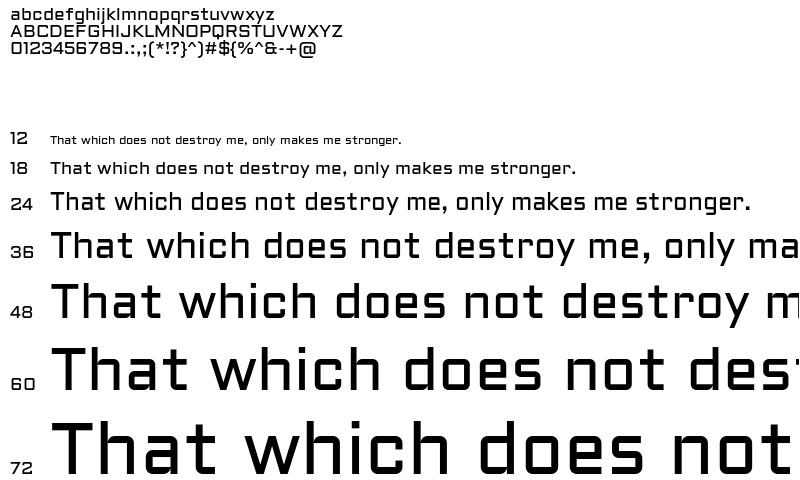 abcdefghijklmnopqrstuvwxyz
ABCDEFGHIJKLMNOPQRSTUVWXYZ
0123456789.:,;(*!?}^)#${%^&-+@
12 That which does not destroy me, only makes me stronger.
18 That which does not destroy me, only makes me stronger.
24 That which does not destroy me, only makes me stronger.
36 That which does not destroy me, only ma
48 That which does not destroy m
60 That which does not dest
72 That which does not